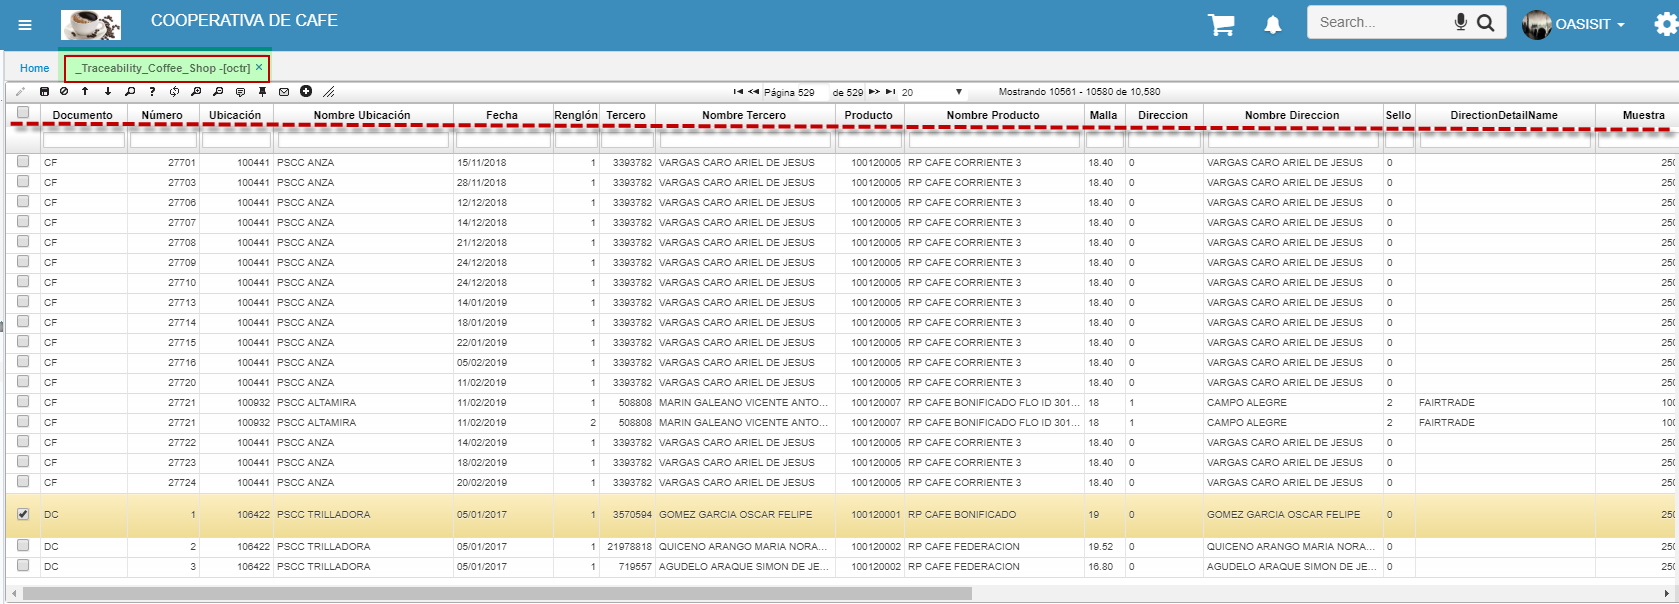 COOPERATIVA DE CAFE Search... OASISIT
Home _Traceability_Coffee_Shop -[octr] ×
Página 529 de 529 20 Mostrando 10561 - 10580 de 10,580
Documento Número Ubicación Nombre Ubicación Fecha Renglón Tercero Nombre Tercero Producto Nombre Producto Malla Direccion Nombre Direccion Sello DirectionDetailName Muestra
CF 27701 100441 PSCC ANZA 15/11/2018 1 3393782 VARGAS CARO ARIEL DE JESUS 100120005 RP CAFE CORRIENTE 3 18.40 0 VARGAS CARO ARIEL DE JESUS 0 250
CF 27703 100441 PSCC ANZA 28/11/2018 1 3393782 VARGAS CARO ARIEL DE JESUS 100120005 RP CAFE CORRIENTE 3 18.40 0 VARGAS CARO ARIEL DE JESUS 0 250
CF 27706 100441 PSCC ANZA 12/12/2018 1 3393782 VARGAS CARO ARIEL DE JESUS 100120005 RP CAFE CORRIENTE 3 18.40 0 VARGAS CARO ARIEL DE JESUS 0 250
CF 27707 100441 PSCC ANZA 14/12/2018 1 3393782 VARGAS CARO ARIEL DE JESUS 100120005 RP CAFE CORRIENTE 3 18.40 0 VARGAS CARO ARIEL DE JESUS 0 250
CF 27708 100441 PSCC ANZA 21/12/2018 1 3393782 VARGAS CARO ARIEL DE JESUS 100120005 RP CAFE CORRIENTE 3 18.40 0 VARGAS CARO ARIEL DE JESUS 0 250
CF 27709 100441 PSCC ANZA 24/12/2018 1 3393782 VARGAS CARO ARIEL DE JESUS 100120005 RP CAFE CORRIENTE 3 18.40 0 VARGAS CARO ARIEL DE JESUS 0 250
CF 27710 100441 PSCC ANZA 24/12/2018 1 3393782 VARGAS CARO ARIEL DE JESUS 100120005 RP CAFE CORRIENTE 3 18.40 0 VARGAS CARO ARIEL DE JESUS 0 250
CF 27713 100441 PSCC ANZA 14/01/2019 1 3393782 VARGAS CARO ARIEL DE JESUS 100120005 RP CAFE CORRIENTE 3 18.40 0 VARGAS CARO ARIEL DE JESUS 0 250
CF 27714 100441 PSCC ANZA 18/01/2019 1 3393782 VARGAS CARO ARIEL DE JESUS 100120005 RP CAFE CORRIENTE 3 18.40 0 VARGAS CARO ARIEL DE JESUS 0 250
CF 27715 100441 PSCC ANZA 22/01/2019 1 3393782 VARGAS CARO ARIEL DE JESUS 100120005 RP CAFE CORRIENTE 3 18.40 0 VARGAS CARO ARIEL DE JESUS 0 250
CF 27716 100441 PSCC ANZA 05/02/2019 1 3393782 VARGAS CARO ARIEL DE JESUS 100120005 RP CAFE CORRIENTE 3 18.40 0 VARGAS CARO ARIEL DE JESUS 0 250
CF 27720 100441 PSCC ANZA 11/02/2019 1 3393782 VARGAS CARO ARIEL DE JESUS 100120005 RP CAFE CORRIENTE 3 18.40 0 VARGAS CARO ARIEL DE JESUS 0 250
CF 27721 100932 PSCC ALTAMIRA 11/02/2019 1 508808 MARIN GALEANO VICENTE ANTO... 100120007 RP CAFE BONIFICADO FLO ID 301... 18 1 CAMPO ALEGRE 2 FAIRTRADE 100
CF 27721 100932 PSCC ALTAMIRA 11/02/2019 2 508808 MARIN GALEANO VICENTE ANTO... 100120007 RP CAFE BONIFICADO FLO ID 301... 18 1 CAMPO ALEGRE 2 FAIRTRADE 100
CF 27722 100441 PSCC ANZA 14/02/2019 1 3393782 VARGAS CARO ARIEL DE JESUS 100120005 RP CAFE CORRIENTE 3 18.40 0 VARGAS CARO ARIEL DE JESUS 0 250
CF 27723 100441 PSCC ANZA 18/02/2019 1 3393782 VARGAS CARO ARIEL DE JESUS 100120005 RP CAFE CORRIENTE 3 18.40 0 VARGAS CARO ARIEL DE JESUS 0 250
CF 27724 100441 PSCC ANZA 20/02/2019 1 3393782 VARGAS CARO ARIEL DE JESUS 100120005 RP CAFE CORRIENTE 3 18.40 0 VARGAS CARO ARIEL DE JESUS 0 250
DC 1 106422 PSCC TRILLADORA 05/01/2017 1 3570594 GOMEZ GARCIA OSCAR FELIPE 100120001 RP CAFE BONIFICADO 19 0 GOMEZ GARCIA OSCAR FELIPE 0 250
DC 2 106422 PSCC TRILLADORA 05/01/2017 1 21978818 QUICENO ARANGO MARIA NORA... 100120002 RP CAFE FEDERACION 19.52 0 QUICENO ARANGO MARIA NORA... 0 250
DC 3 106422 PSCC TRILLADORA 05/01/2017 1 719557 AGUDELO ARAQUE SIMON DE JE... 100120002 RP CAFE FEDERACION 16.80 0 AGUDELO ARAQUE SIMON DE JE... 0 250